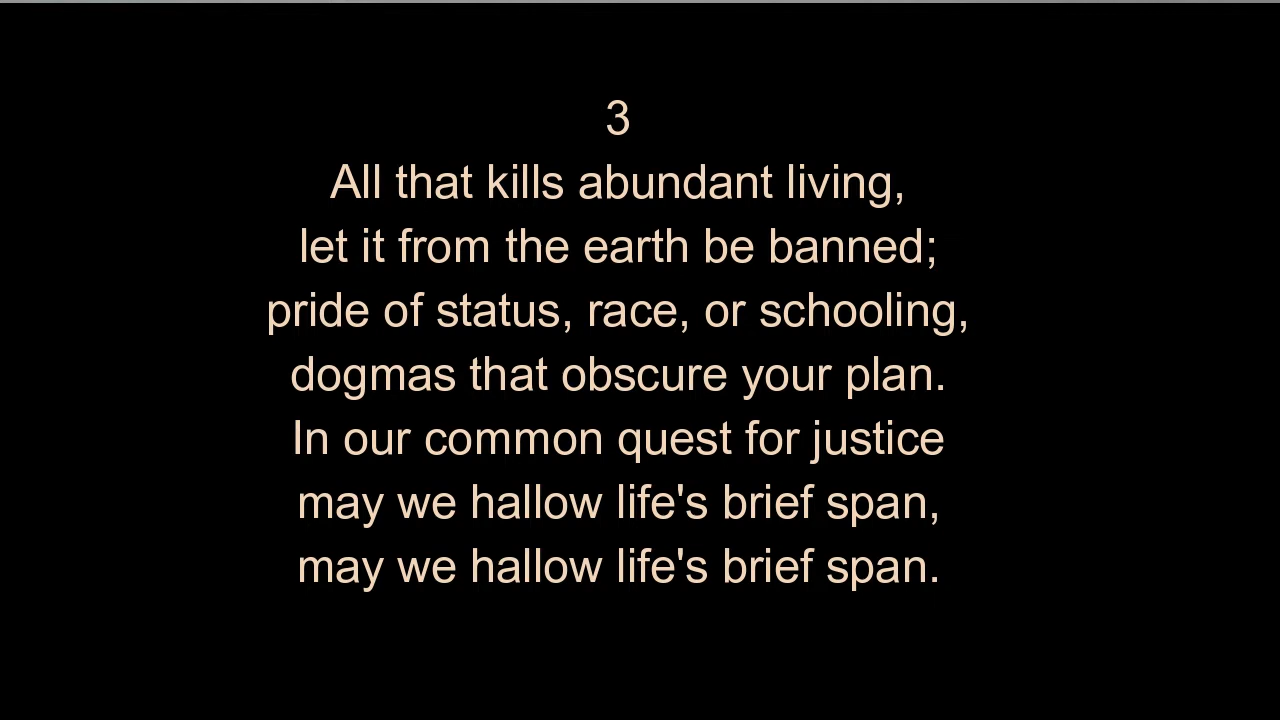 3
All that kills abundant living,
let it from the earth be banned;
pride of status, race, or schooling,
dogmas that obscure your plan.
In our common quest for justice
may we hallow life's brief span,
may we hallow life's brief span.